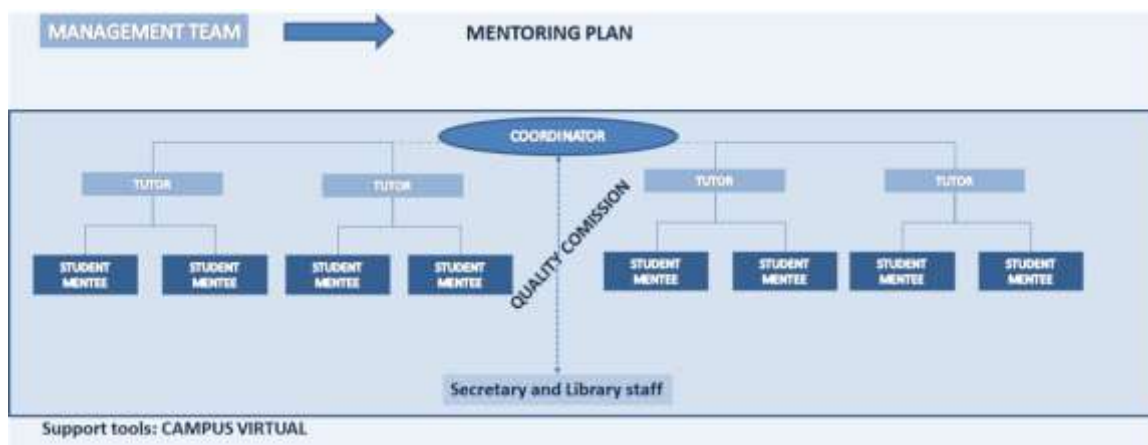 MANAGEMENT TEAM
MENTORING PLAN
COORDINATOR
TUTOR
TUTOR
TUTOR
TUTOR
QUALITY COMISSION
STUDENT
MENTEE
STUDENT
MENTEE
STUDENT
MENTEE
STUDENT
MENTEE
STUDENT
MENTEE
STUDENT
MENTEE
STUDENT
MENTEE
STUDENT
MENTEE
Secretary and Library staff
Support tools: CAMPUS VIRTUAL